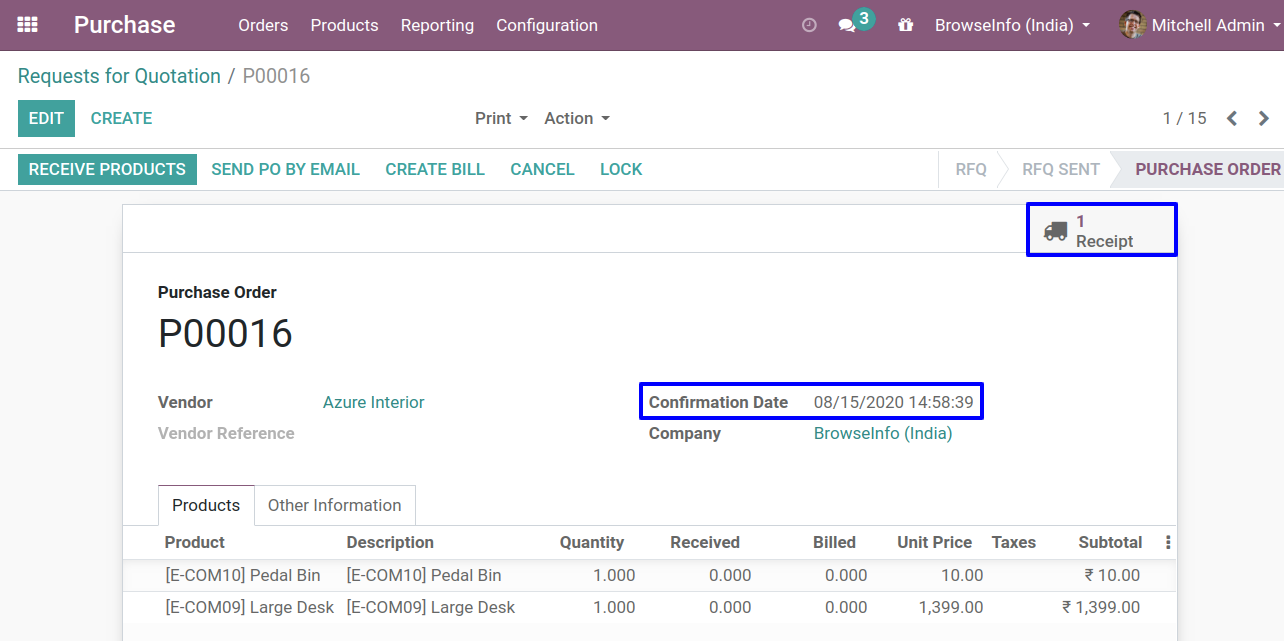 Purchase Orders Products Reporting Configuration 3 BrowseInfo (India) Mitchell Admin
Requests for Quotation / P00016
EDIT CREATE Print Action 1 / 15
RECEIVE PRODUCTS SEND PO BY EMAIL CREATE BILL CANCEL LOCK RFQ RFQ SENT PURCHASE ORDER
1
Receipt
Purchase Order
P00016
Vendor Azure Interior Confirmation Date 08/15/2020 14:58:39
Vendor Reference Company BrowseInfo (India)
Products Other Information
Product Description Quantity Received Billed Unit Price Taxes Subtotal
[E-COM10] Pedal Bin [E-COM10] Pedal Bin 1.000 0.000 0.000 10.00 ₹ 10.00
[E-COM09] Large Desk [E-COM09] Large Desk 1.000 0.000 0.000 1,399.00 ₹ 1,399.00